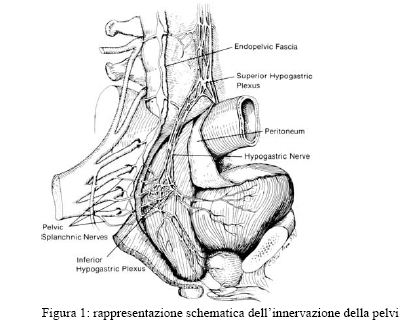 Endopelvic Fascia
Superior Hypogastric
Plexus
Peritoneum
Hypogastric Nerve
Pelvic
Splanchnic Nerves
Inferior
Hypogastric Plexus
Figura 1: rappresentazione schematica dell’innervazione della pelvi